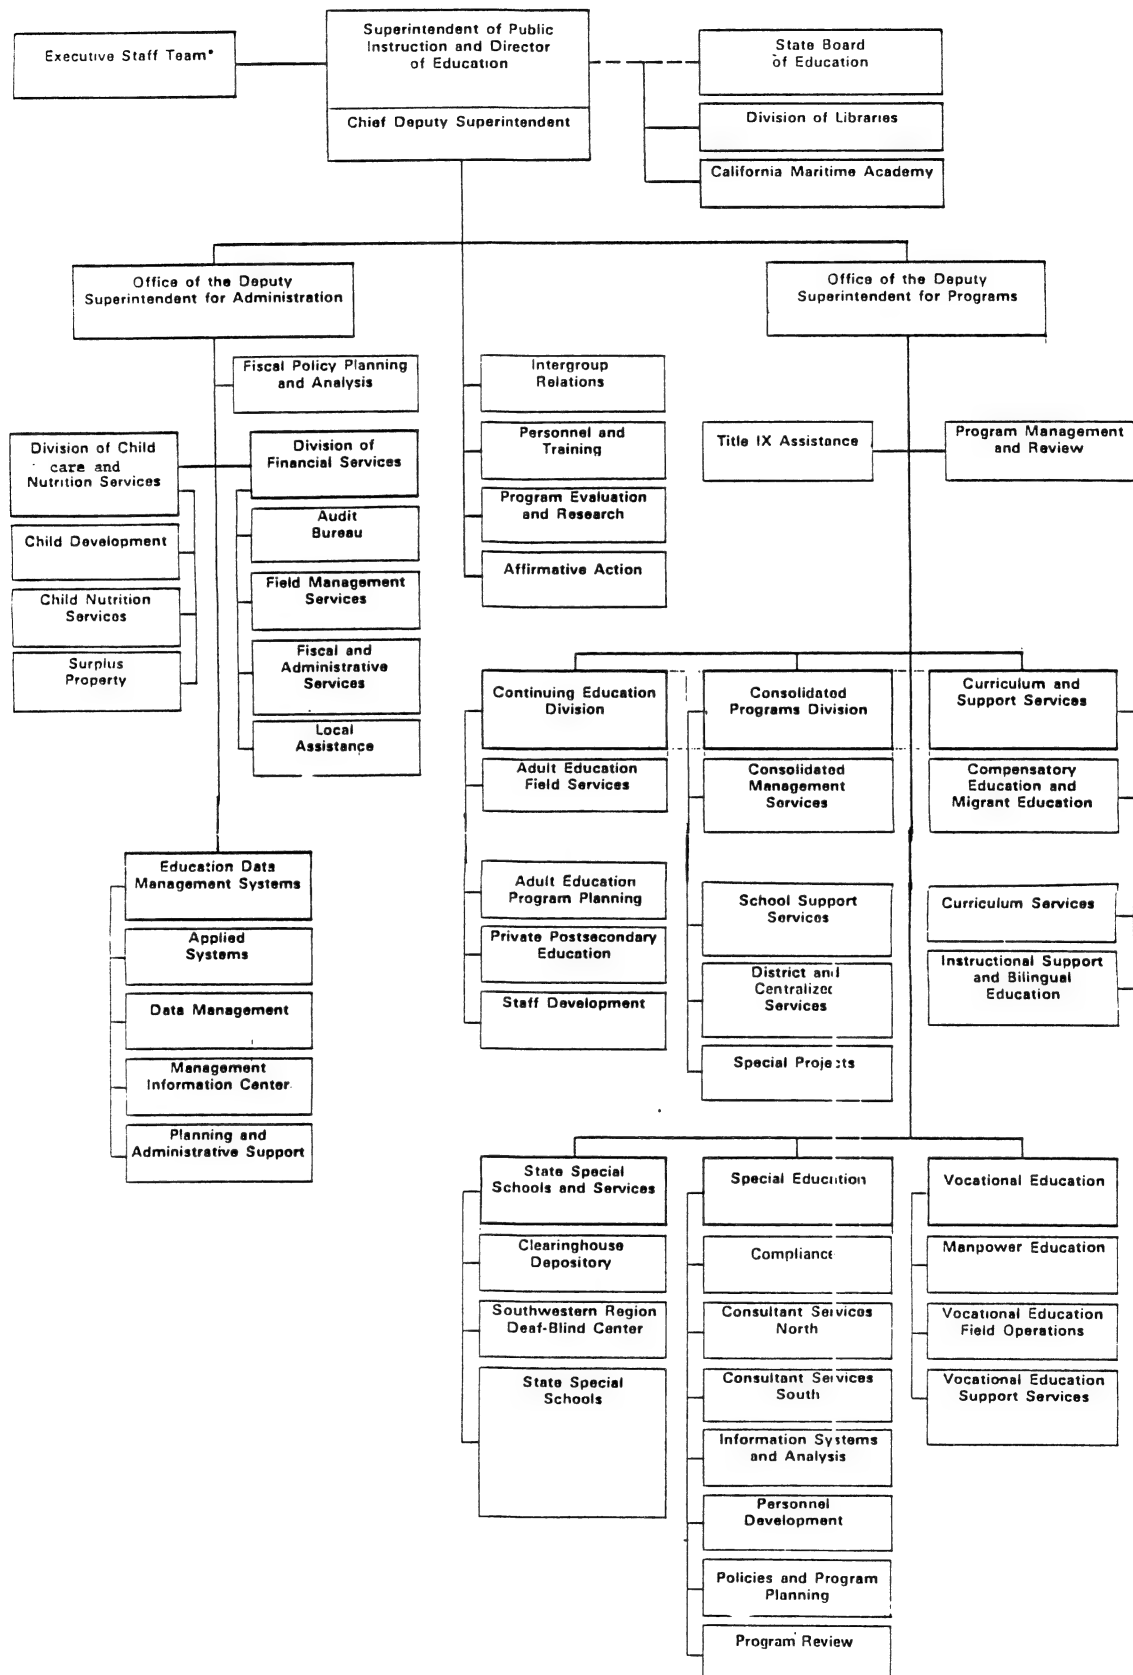 Executive Staff Team*
Superintendent of Public
Instruction and Director
of Education
Chief Deputy Superintendent
State Board
of Education
Division of Libraries
California Maritime Academy
Office of the Deputy
Superintendent for Administration
Office of the Deputy
Superintendent for Programs
Fiscal Policy Planning
and Analysis
Division of Child
care and
Nutrition Services
Child Development
Child Nutrition
Services
Surplus
Property
Division of
Financial Services
Audit
Bureau
Field Management
Services
Fiscal and
Administrative
Services
Local
Assistance
Education Data
Management Systems
Applied
Systems
Data Management
Management
Information Center
Planning and
Administrative Support
Intergroup
Relations
Personnel and
Training
Program Evaluation
and Research
Affirmative Action
Title IX Assistance
Program Management
and Review
Continuing Education
Division
Adult Education
Field Services
Adult Education
Program Planning
Private Postsecondary
Education
Staff Development
Consolidated
Programs Division
Consolidated
Management
Services
School Support
Services
District and
Centralized
Services
Special Projects
Curriculum and
Support Services
Compensatory
Education and
Migrant Education
Curriculum Services
Instructional Support
and Bilingual
Education
State Special
Schools and Services
Clearinghouse
Depository
Southwestern Region
Deaf-Blind Center
State Special
Schools
Special Education
Compliance
Consultant Services
North
Consultant Services
South
Information Systems
and Analysis
Personnel
Development
Policies and Program
Planning
Program Review
Vocational Education
Manpower Education
Vocational Education
Field Operations
Vocational Education
Support Services